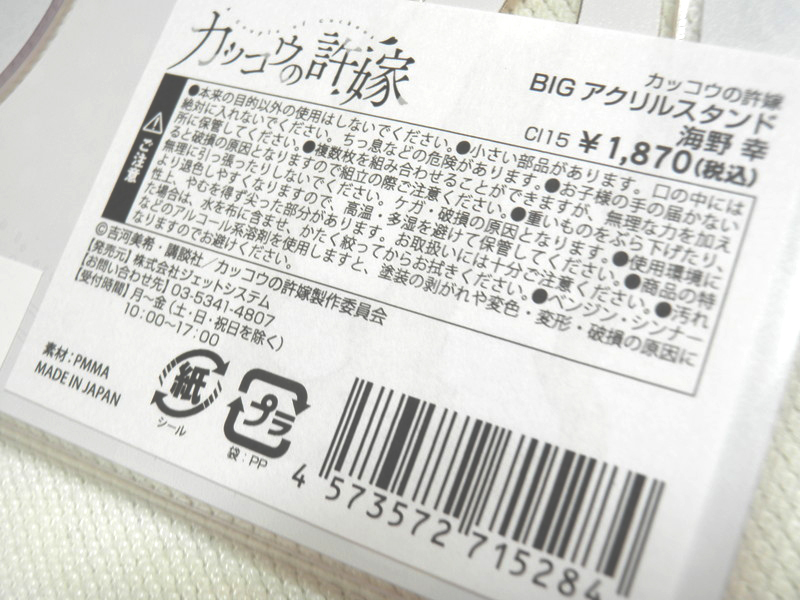 カッコウの許嫁
カッコウの許嫁
BIG アクリルスタンド
海野 幸
CI15 ¥1,870(税込)
⚠ご注意
●本来の目的以外の使用はしないでください。●小さい部品があります。口の中には
絶対に入れないでください。ちっ息などの危険があります。●お子様の手の届かない
所に保管してください。●複数枚を組み合わせることができますが、無理な力を加え
ると破損の原因となりますので組立の際ご注意ください。●重いものをぶら下げたり、
無理に引っ張ったりしないでください。ケガ・破損の原因となります。●使用環境に
より退色しやすくなりますので、高温・多湿を避けて保管してください。●商品の特
性上、やむを得ず尖った部分があります。お取扱いには十分ご注意ください。●汚れ
た場合は、水を布に含ませ、かたく絞ってからお拭きください。●ベンジン・シンナー
などのアルコール系溶剤を使用しますと、塗装の剥がれや変色・変形・破損の原因に
なりますのでお避けください。
©吉河美希・講談社/カッコウの許嫁製作委員会
【発売元】株式会社ジェットシステム
【お問い合わせ先】03-5341-4807
【受付時間】月～金(土・日・祝日を除く)
10:00～17:00
素材:PMMA
MADE IN JAPAN
紙
シール
プラ
袋:PP
4 573572 715284